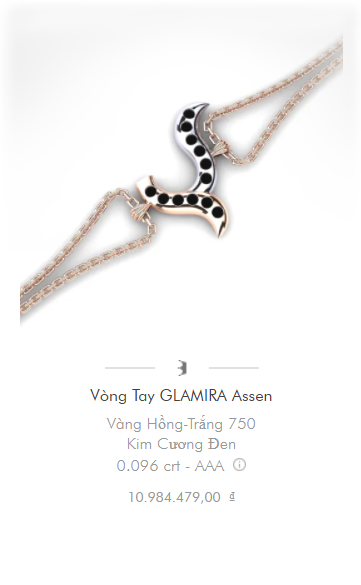 Vòng Tay GLAMIRA Assen
Vàng Hồng-Trắng 750
Kim Cương Đen
0.096 crt - AAA
10.984.479,00 ₫